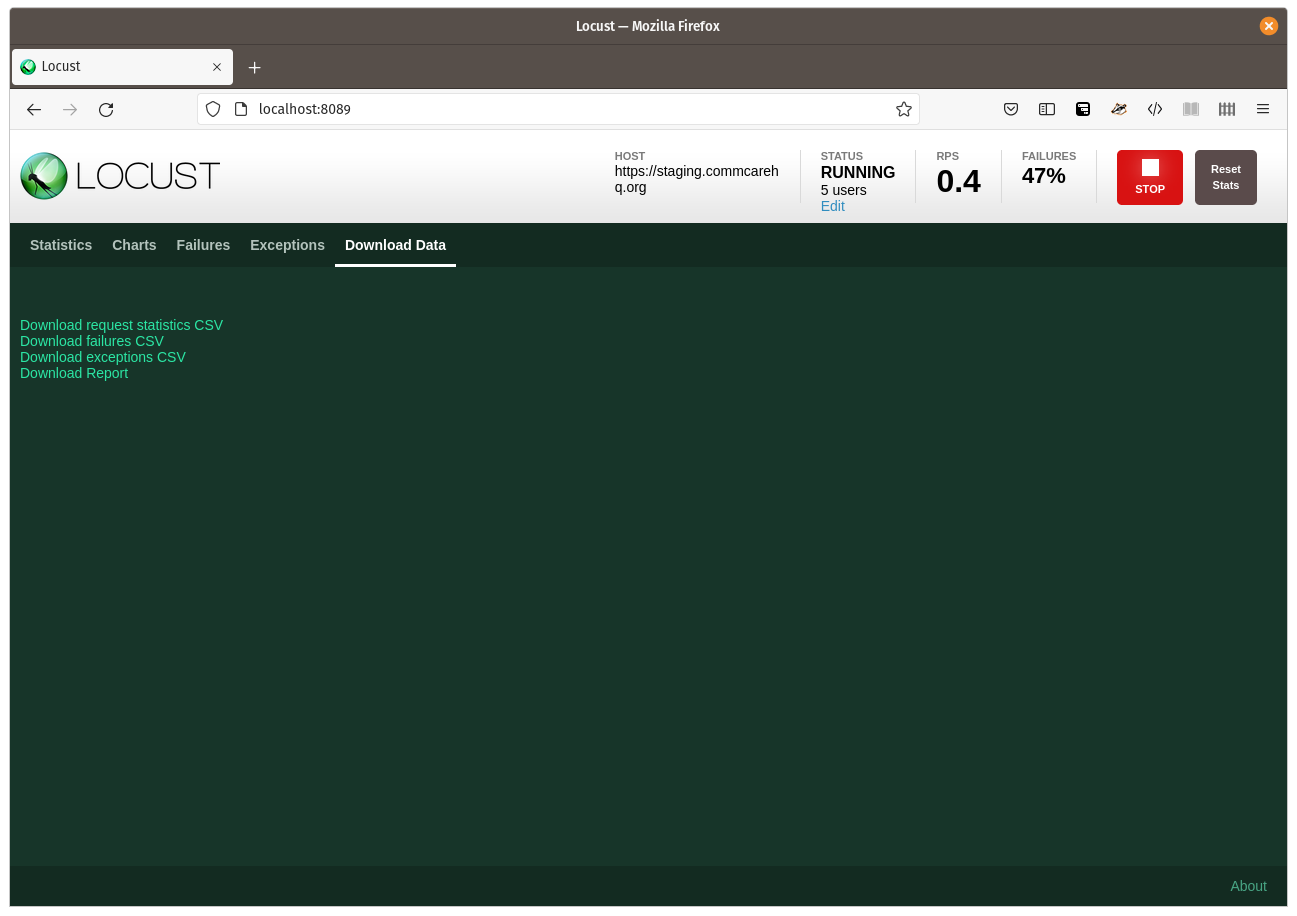 Locust — Mozilla Firefox
Locust
localhost:8089
LOCUST
HOST
https://staging.commcareh
q.org
STATUS
RUNNING
5 users
Edit
RPS
0.4
FAILURES
47%
STOP
Reset
Stats
Statistics Charts Failures Exceptions Download Data
Download request statistics CSV
Download failures CSV
Download exceptions CSV
Download Report
About